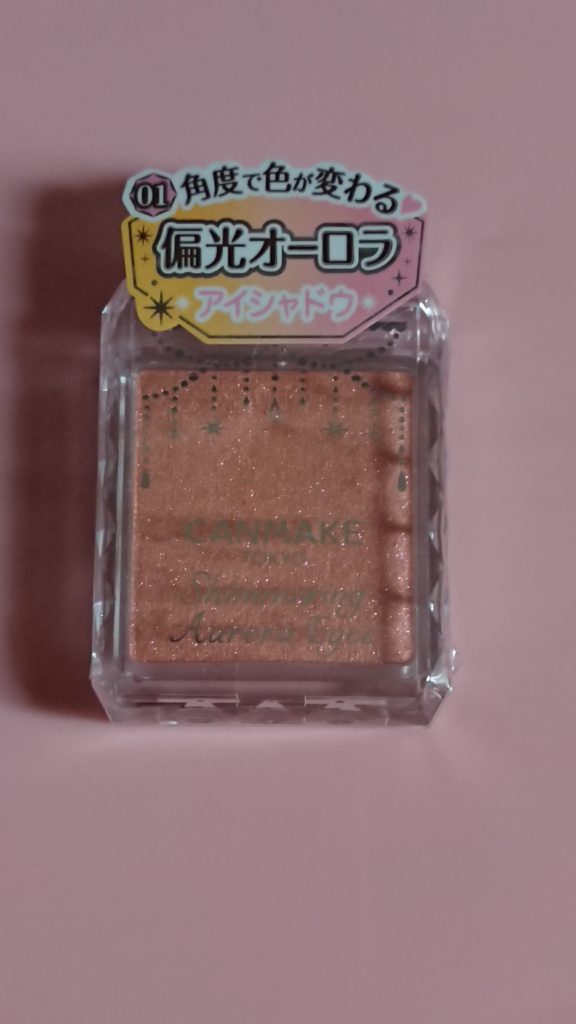 01 角度で色が変わる
偏光オーロラ
アイシャドウ
CANMAKE
TOKYO
Shimmering
Aurora Eyes